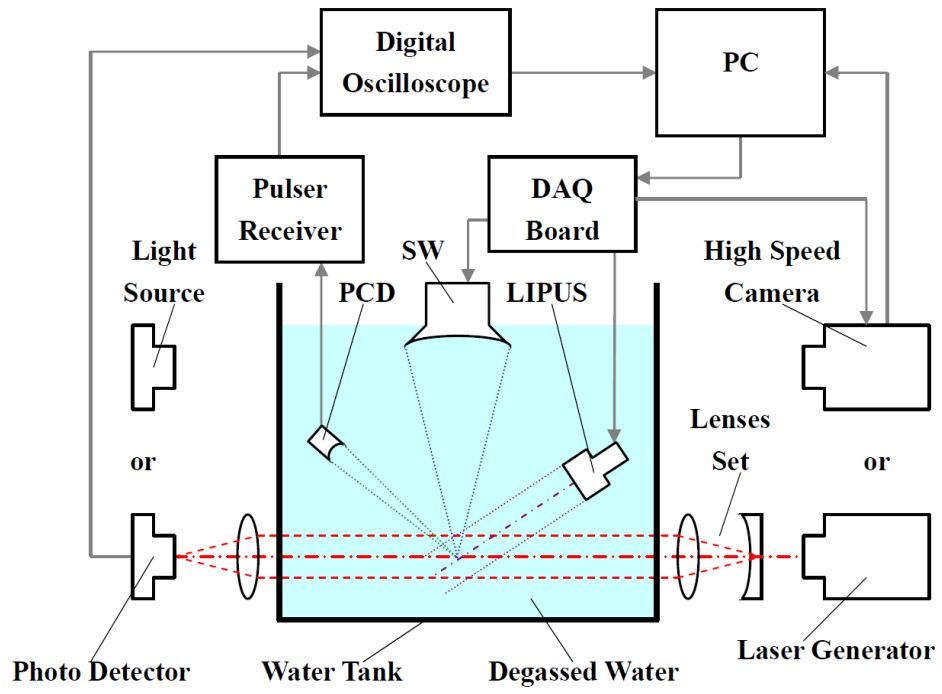 Digital
Oscilloscope
PC
Pulser
Receiver
DAQ
Board
Light
Source
SW
PCD
LIPUS
High Speed
Camera
or
Lenses
Set
or
Photo Detector
Water Tank
Degassed Water
Laser Generator